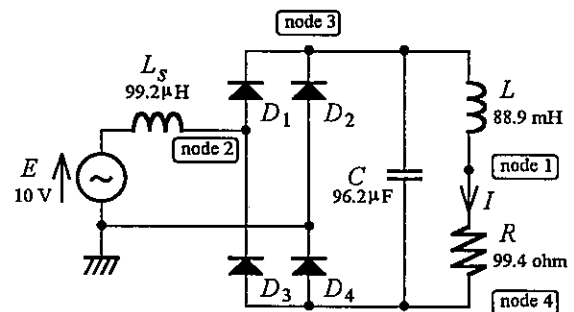 node 3
L_s
99.2μH
D_1
D_2
L
88.9 mH
node 2
E
10 V
C
96.2μF
node 1
I
R
99.4 ohm
D_3
D_4
node 4